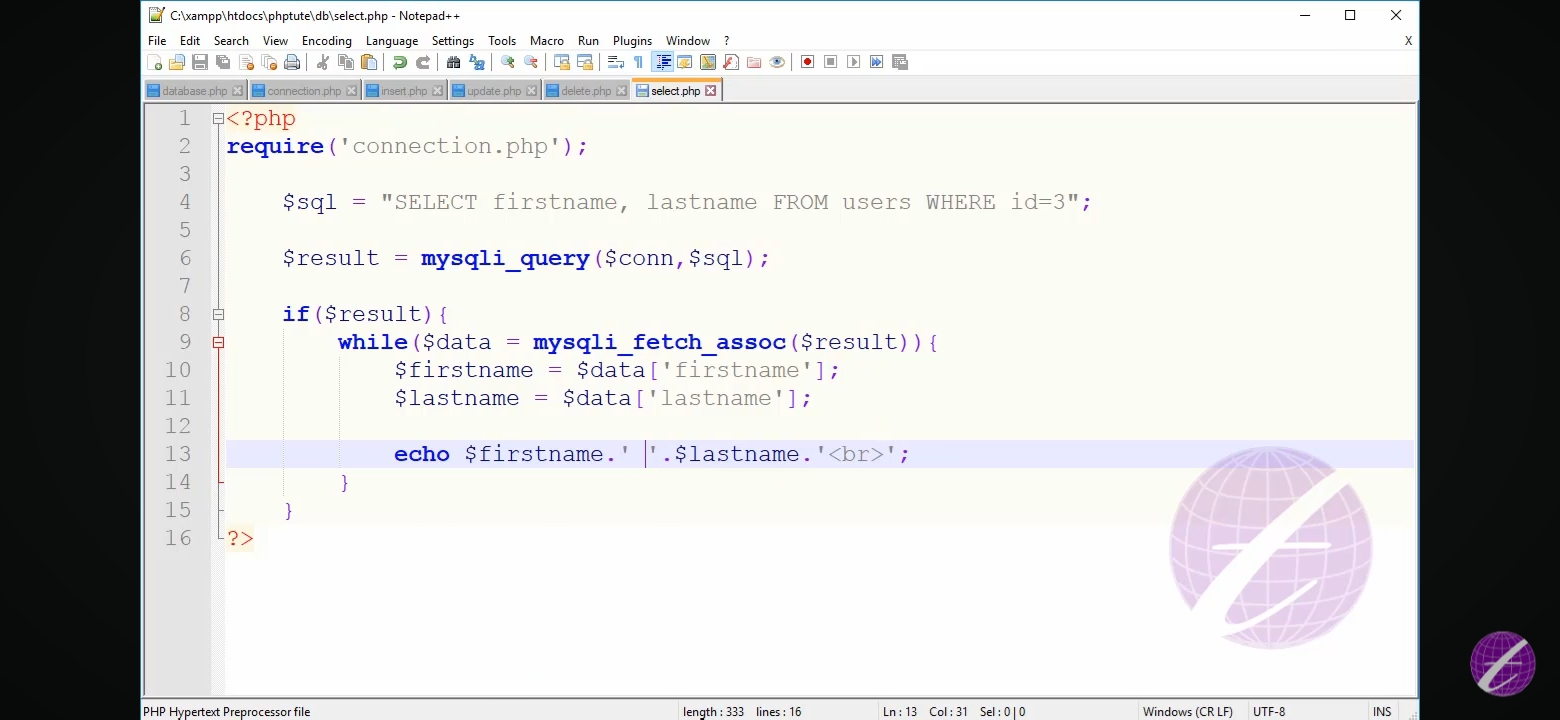 C:\xampp\htdocs\phptute\db\select.php - Notepad++
File Edit Search View Encoding Language Settings Tools Macro Run Plugins Window ? X
database.php connection.php insert.php update.php delete.php select.php
1 <?php
2 require('connection.php');
3
4 $sql = "SELECT firstname, lastname FROM users WHERE id=3";
5
6 $result = mysqli_query($conn,$sql);
7
8 if($result){
9 while($data = mysqli_fetch_assoc($result)){
10 $firstname = $data['firstname'];
11 $lastname = $data['lastname'];
12
13 echo $firstname.' '.$lastname.'<br>';
14 }
15 }
16 ?>
PHP Hypertext Preprocessor file length : 333 lines : 16 Ln : 13 Col : 31 Sel : 0 | 0 Windows (CR LF) UTF-8 INS